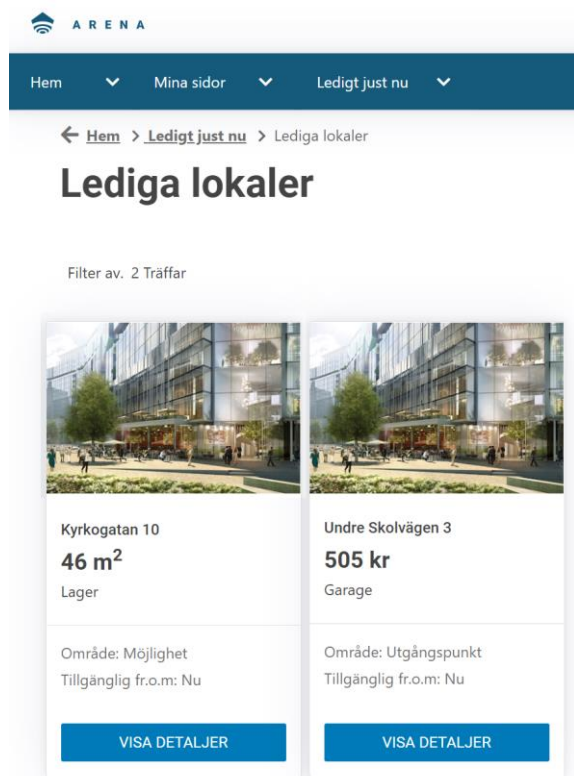 ARENA
Hem Mina sidor Ledigt just nu
Hem > Ledigt just nu > Lediga lokaler
Lediga lokaler
Filter av. 2 Träffar
Kyrkogatan 10
46 m²
Lager
Område: Möjlighet
Tillgänglig fr.o.m: Nu
VISA DETALJER
Undre Skolvägen 3
505 kr
Garage
Område: Utgångspunkt
Tillgänglig fr.o.m: Nu
VISA DETALJER